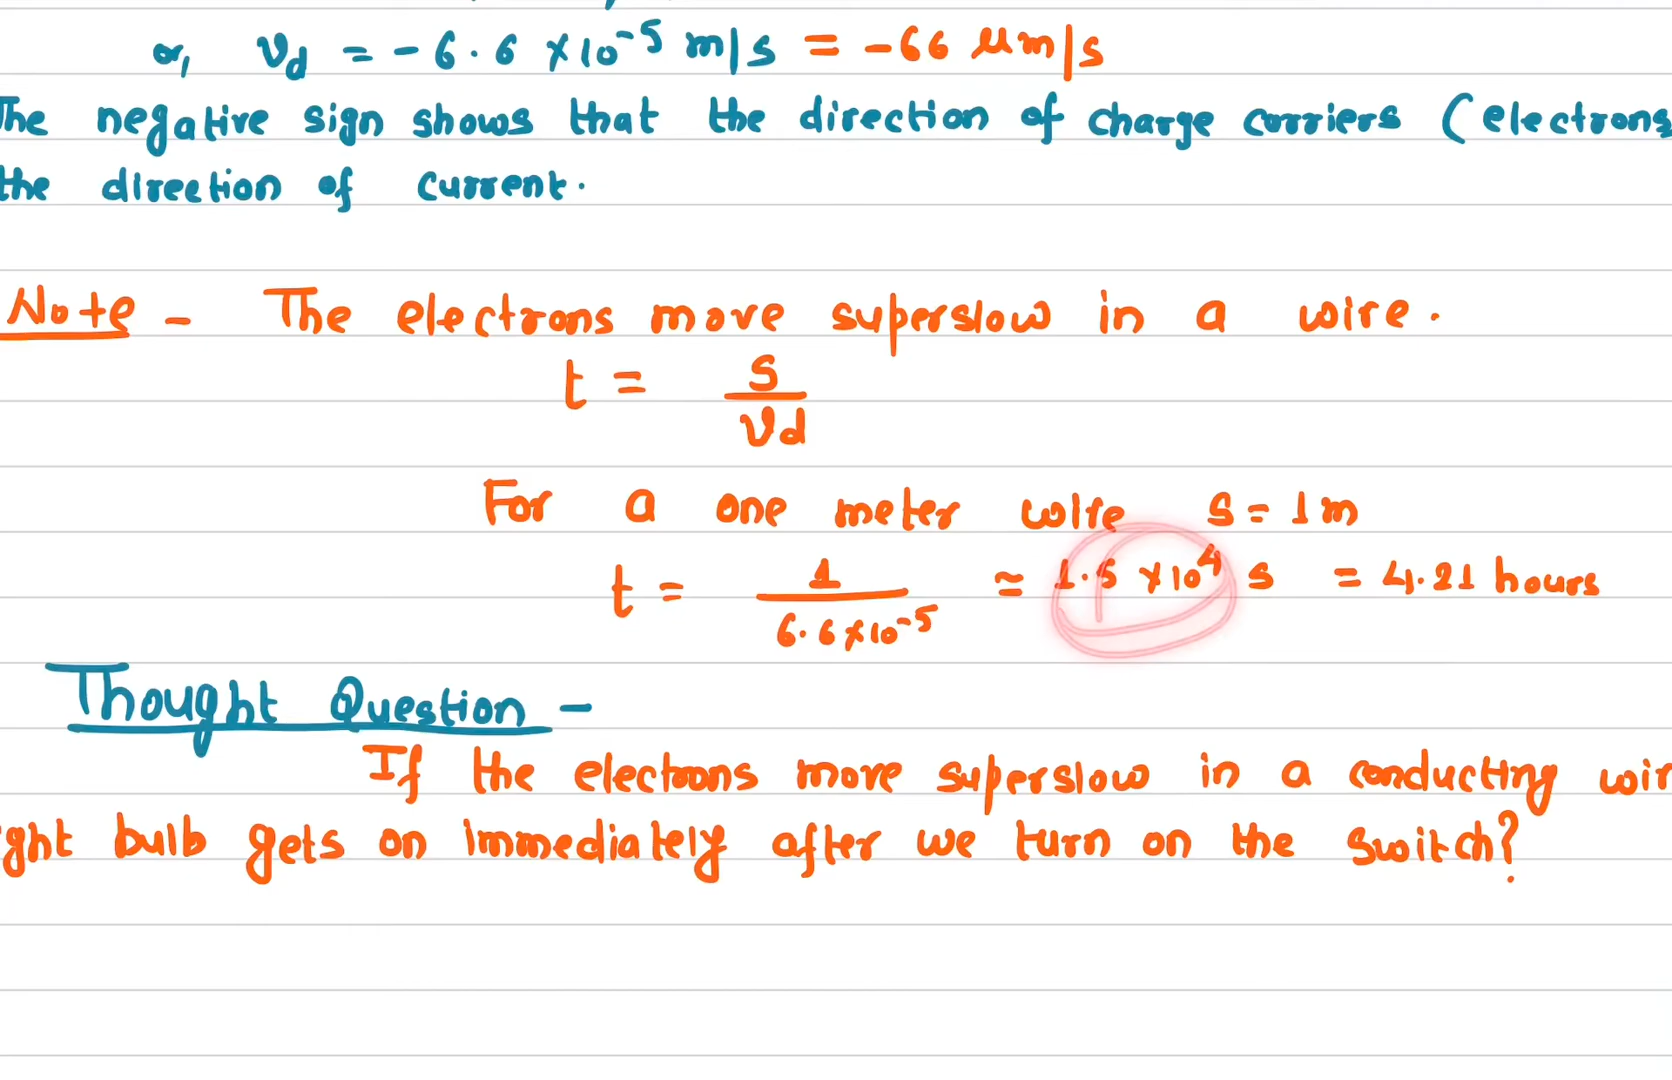 or, vd = - 6.6 ×10⁻⁵ m/s = -66 μm/s
The negative sign shows that the direction of charge carriers (electrons
the direction of current.
Note - The electrons move superslow in a wire.
t = s / vd
For a one meter wire s = 1m
t = 1 / 6.6 ×10⁻⁵ ≈ 1.5 ×10⁴ s = 4.21 hours
Thought Question -
If the electrons move superslow in a conducting wir
ght bulb gets on immediately after we turn on the switch?